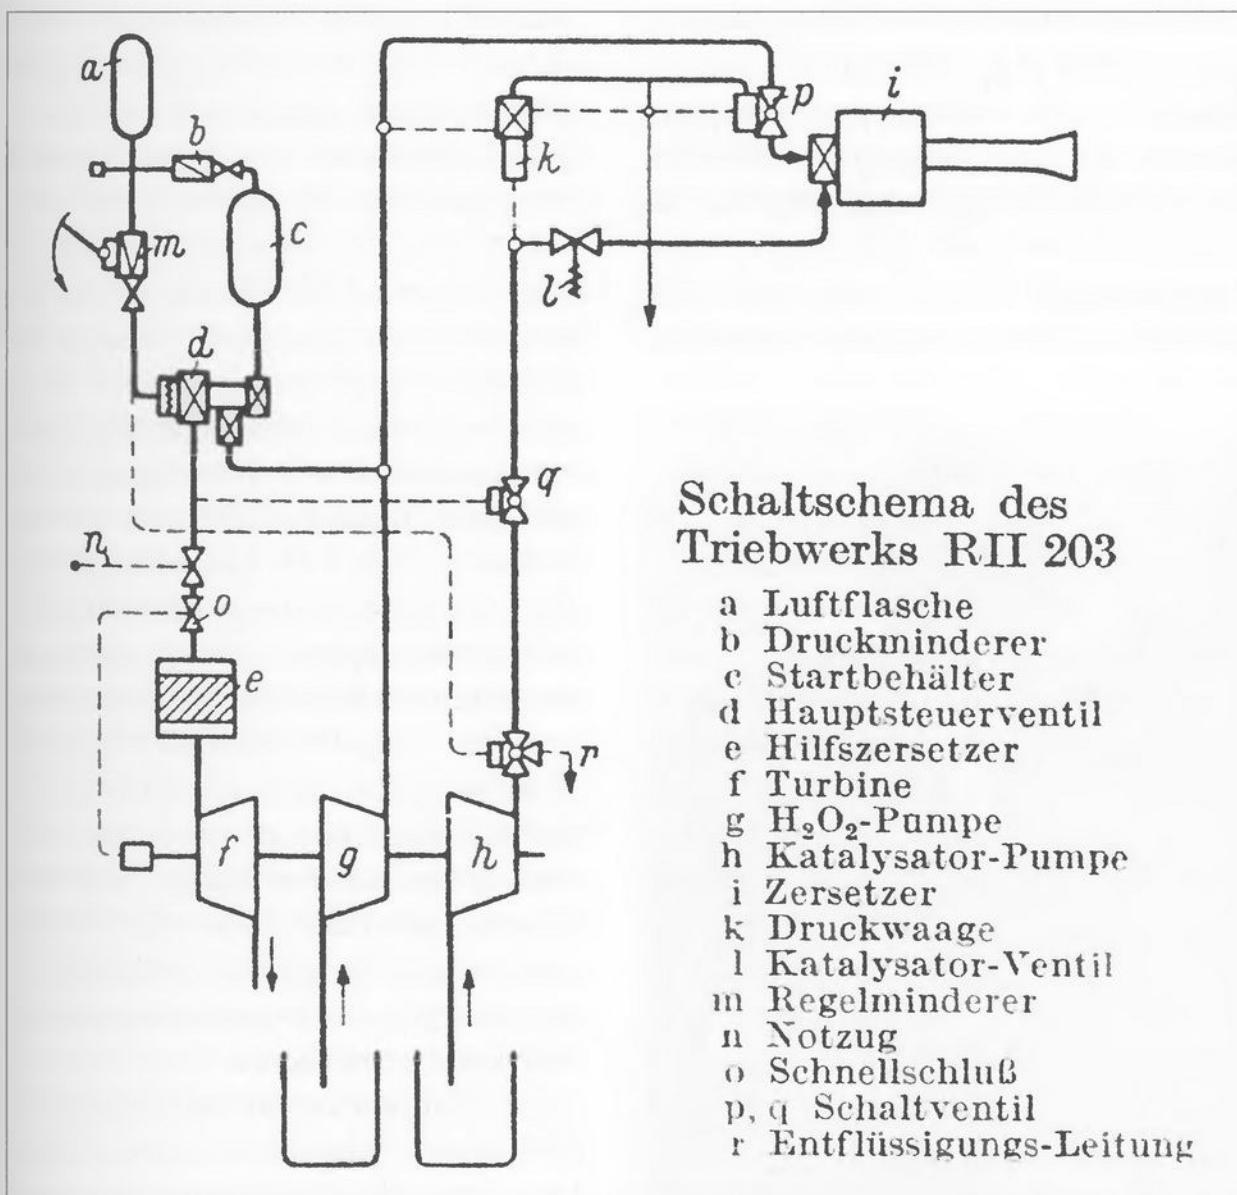 a
b
c
m
d
n
o
e
f
g
h
k
l
p
i
q
r
Schaltschema des
Triebwerks RII 203
a Luftflasche
b Druckminderer
c Startbehälter
d Hauptsteuerventil
e Hilfszersetzer
f Turbine
g H₂O₂-Pumpe
h Katalysator-Pumpe
i Zersetzer
k Druckwaage
l Katalysator-Ventil
m Regelminderer
n Notzug
o Schnellschluß
p, q Schaltventil
r Entflüssigungs-Leitung